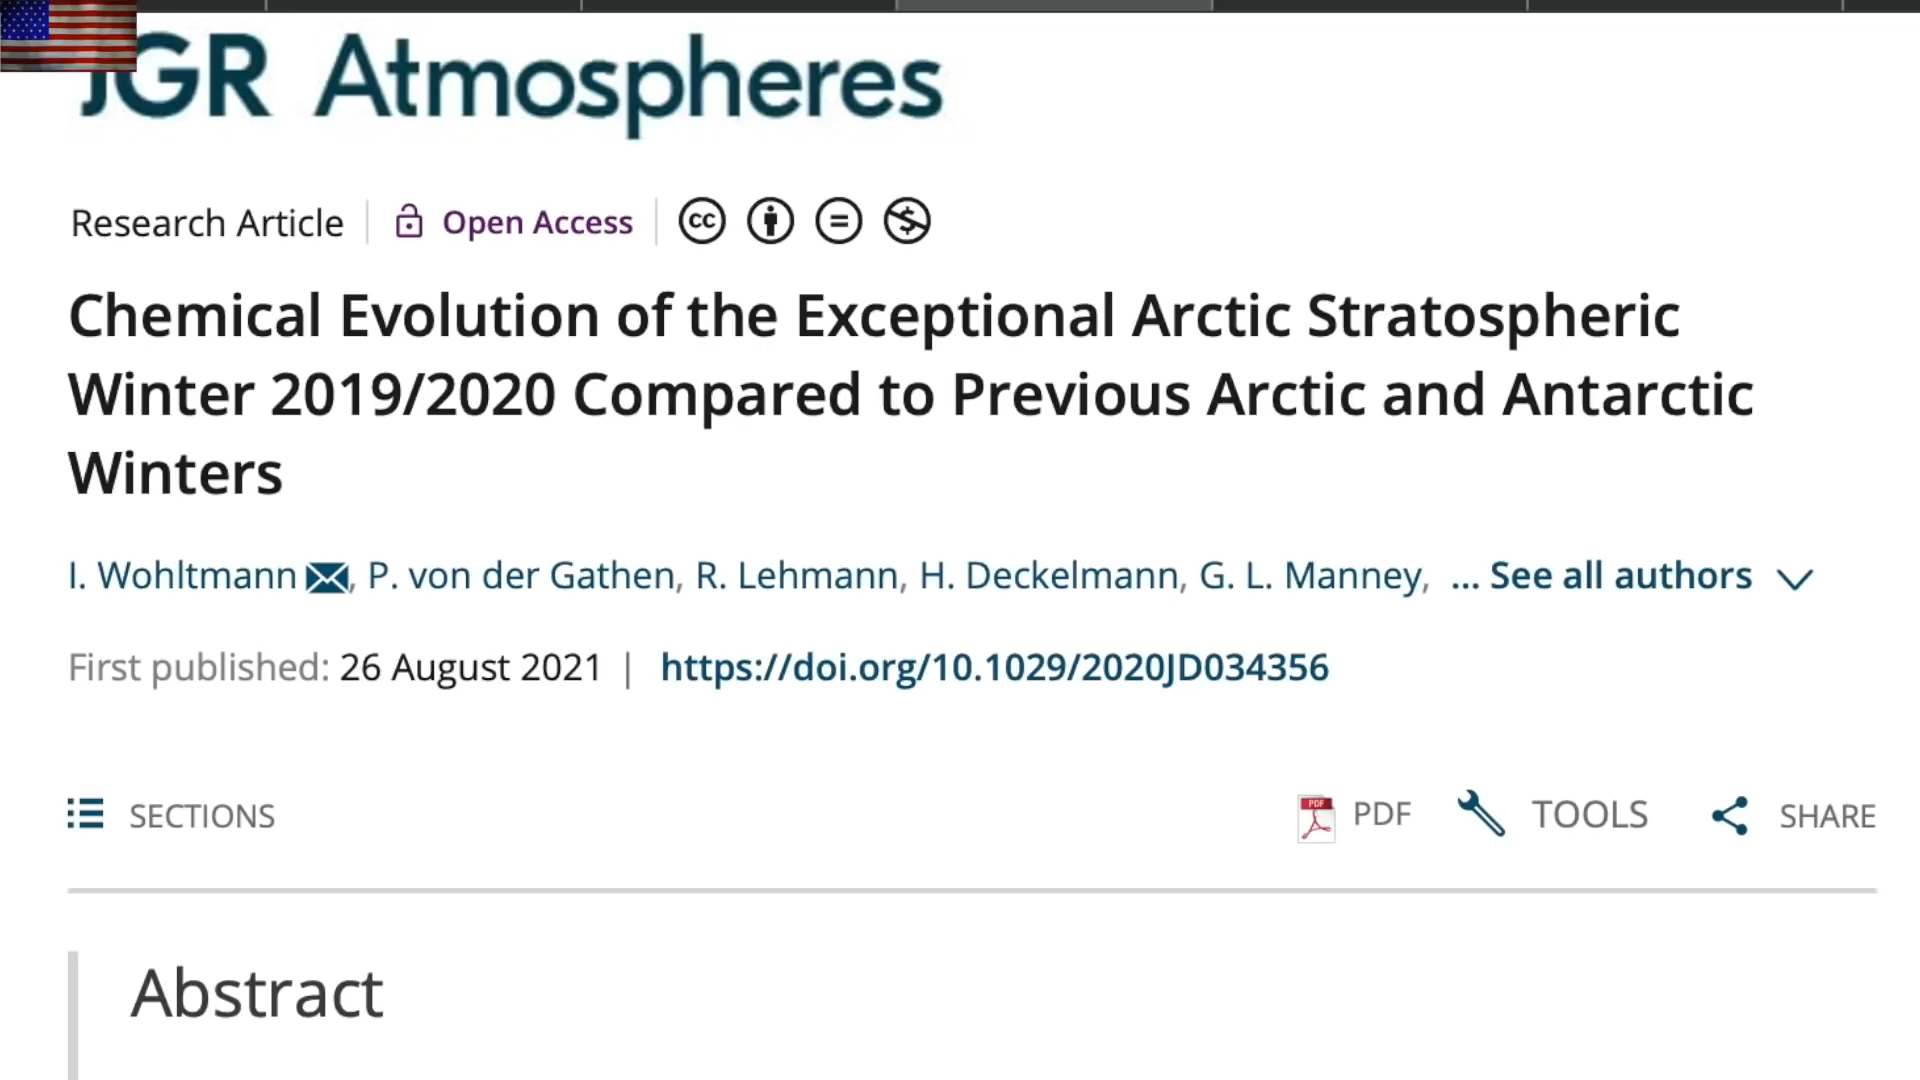 JGR Atmospheres
Research Article
Open Access
cc
Chemical Evolution of the Exceptional Arctic Stratospheric
Winter 2019/2020 Compared to Previous Arctic and Antarctic
Winters
I. Wohltmann, P. von der Gathen, R. Lehmann, H. Deckelmann, G. L. Manney, ... See all authors
First published: 26 August 2021 | https://doi.org/10.1029/2020JD034356
SECTIONS
PDF PDF TOOLS SHARE
Abstract